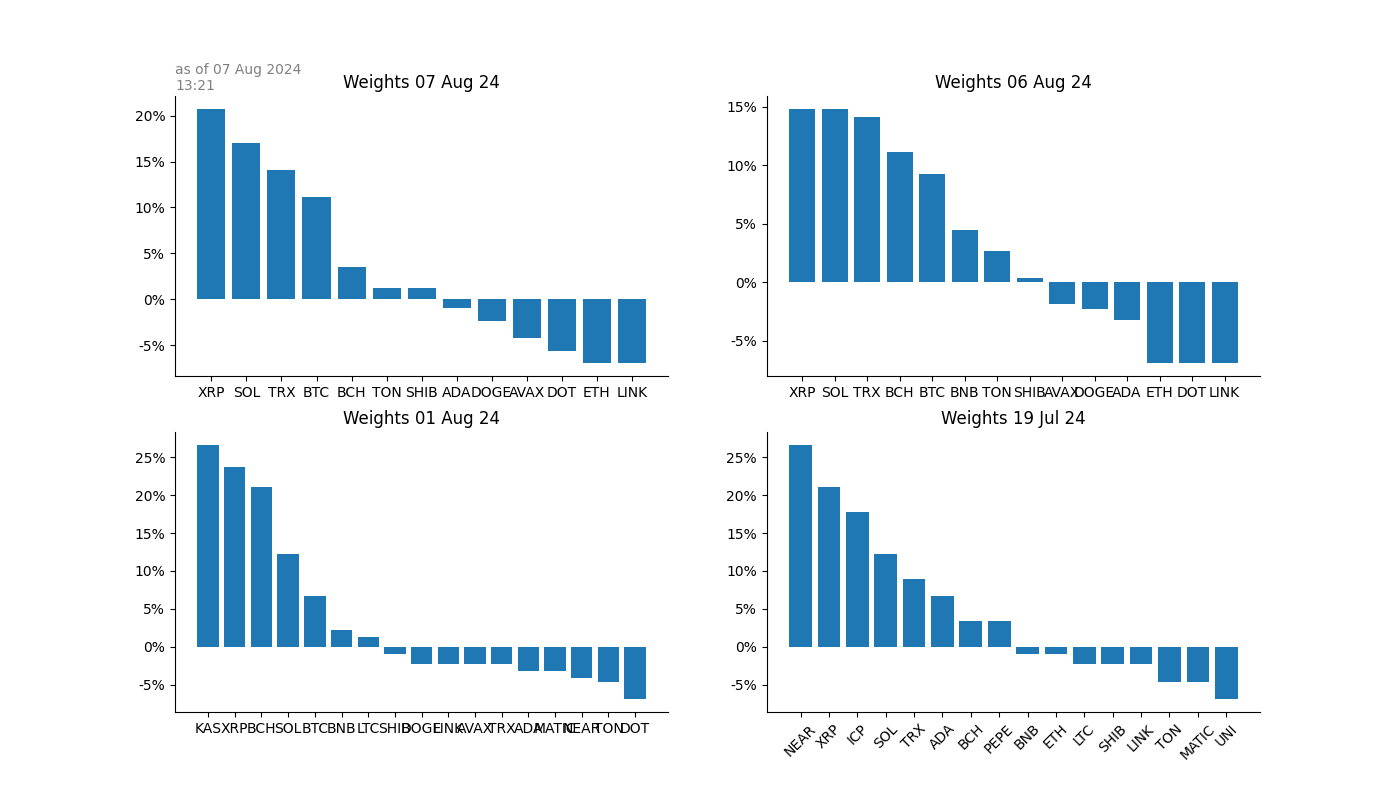 as of 07 Aug 2024
13:21
Weights 07 Aug 24
20%
15%
10%
5%
0%
-5%
XRP SOL TRX BTC BCH TON SHIB ADA DOGE AVAX DOT ETH LINK
Weights 06 Aug 24
15%
10%
5%
0%
-5%
XRP SOL TRX BCH BTC BNB TON SHIB AVAX DOGE ADA ETH DOT LINK
Weights 01 Aug 24
25%
20%
15%
10%
5%
0%
-5%
KAS XRP BCH SOL BTC BNB LTC SHIB DOGE LINK AVAX TRX ADA MATIC NEAR TON DOT
Weights 19 Jul 24
25%
20%
15%
10%
5%
0%
-5%
NEAR XRP ICP SOL TRX ADA BCH PEPE BNB ETH LTC SHIB LINK TON MATIC UNI